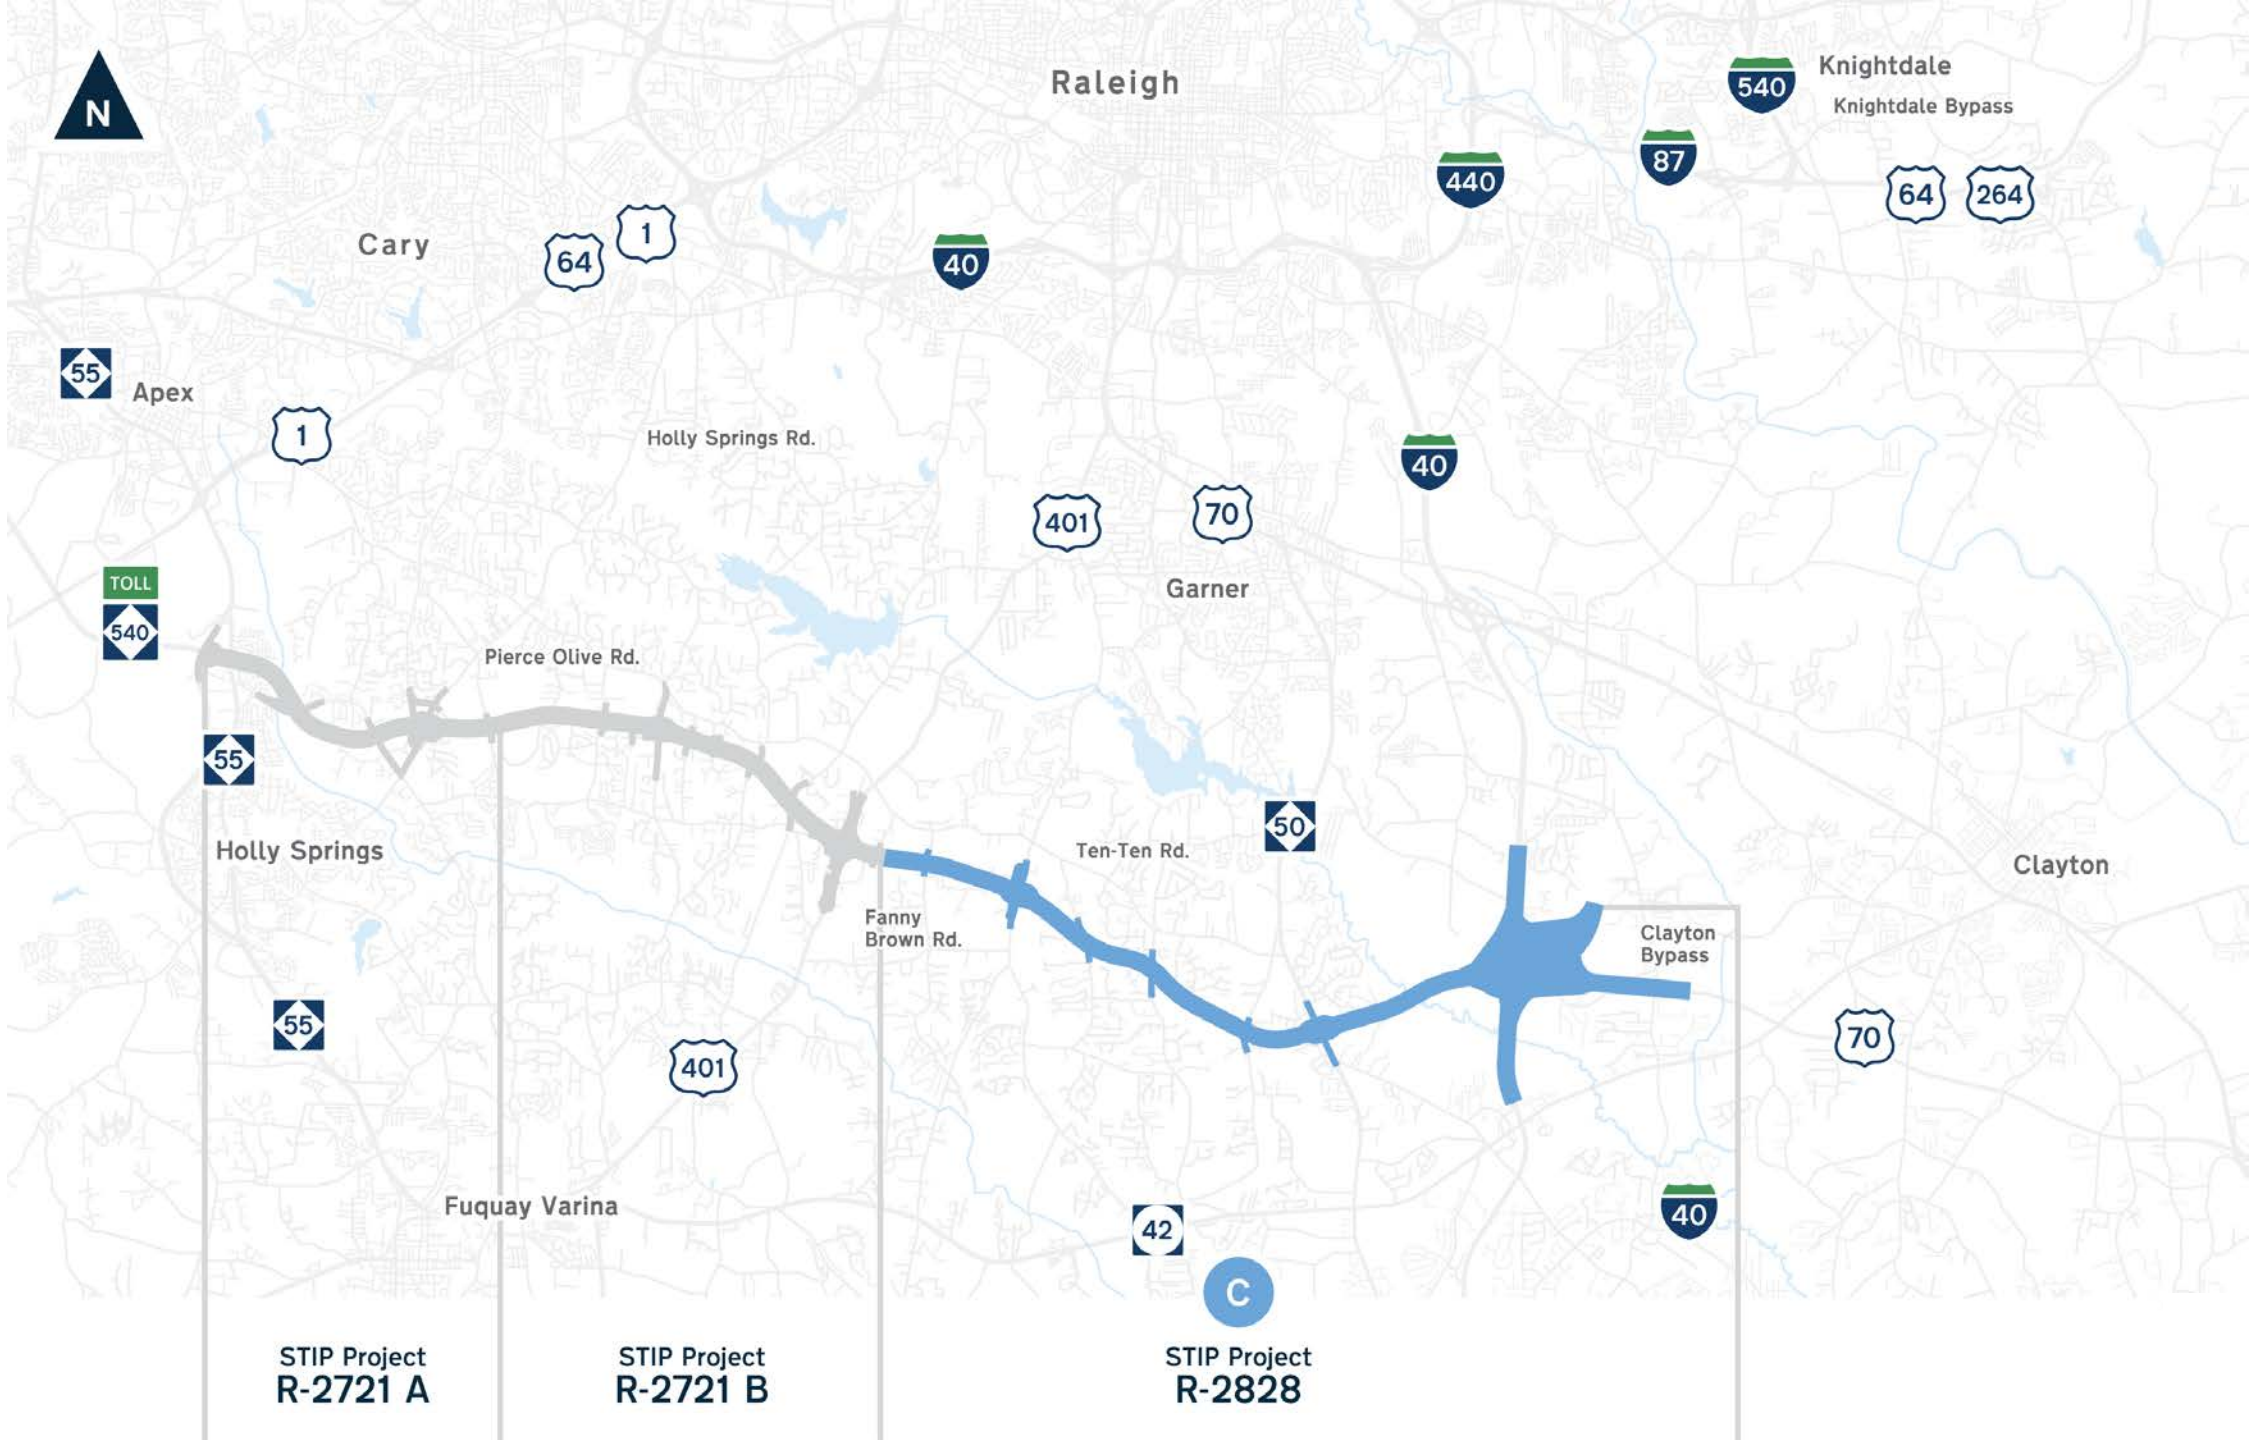 N
Raleigh
540
Knightdale
Knightdale Bypass
87
440
64
264
Cary
64
1
40
55
Apex
1
Holly Springs Rd.
40
401
70
Garner
TOLL
540
Pierce Olive Rd.
55
Holly Springs
50
Ten-Ten Rd.
Clayton
Fanny
Brown Rd.
Clayton
Bypass
55
401
70
Fuquay Varina
42
40
C
STIP Project
R-2721 A
STIP Project
R-2721 B
STIP Project
R-2828